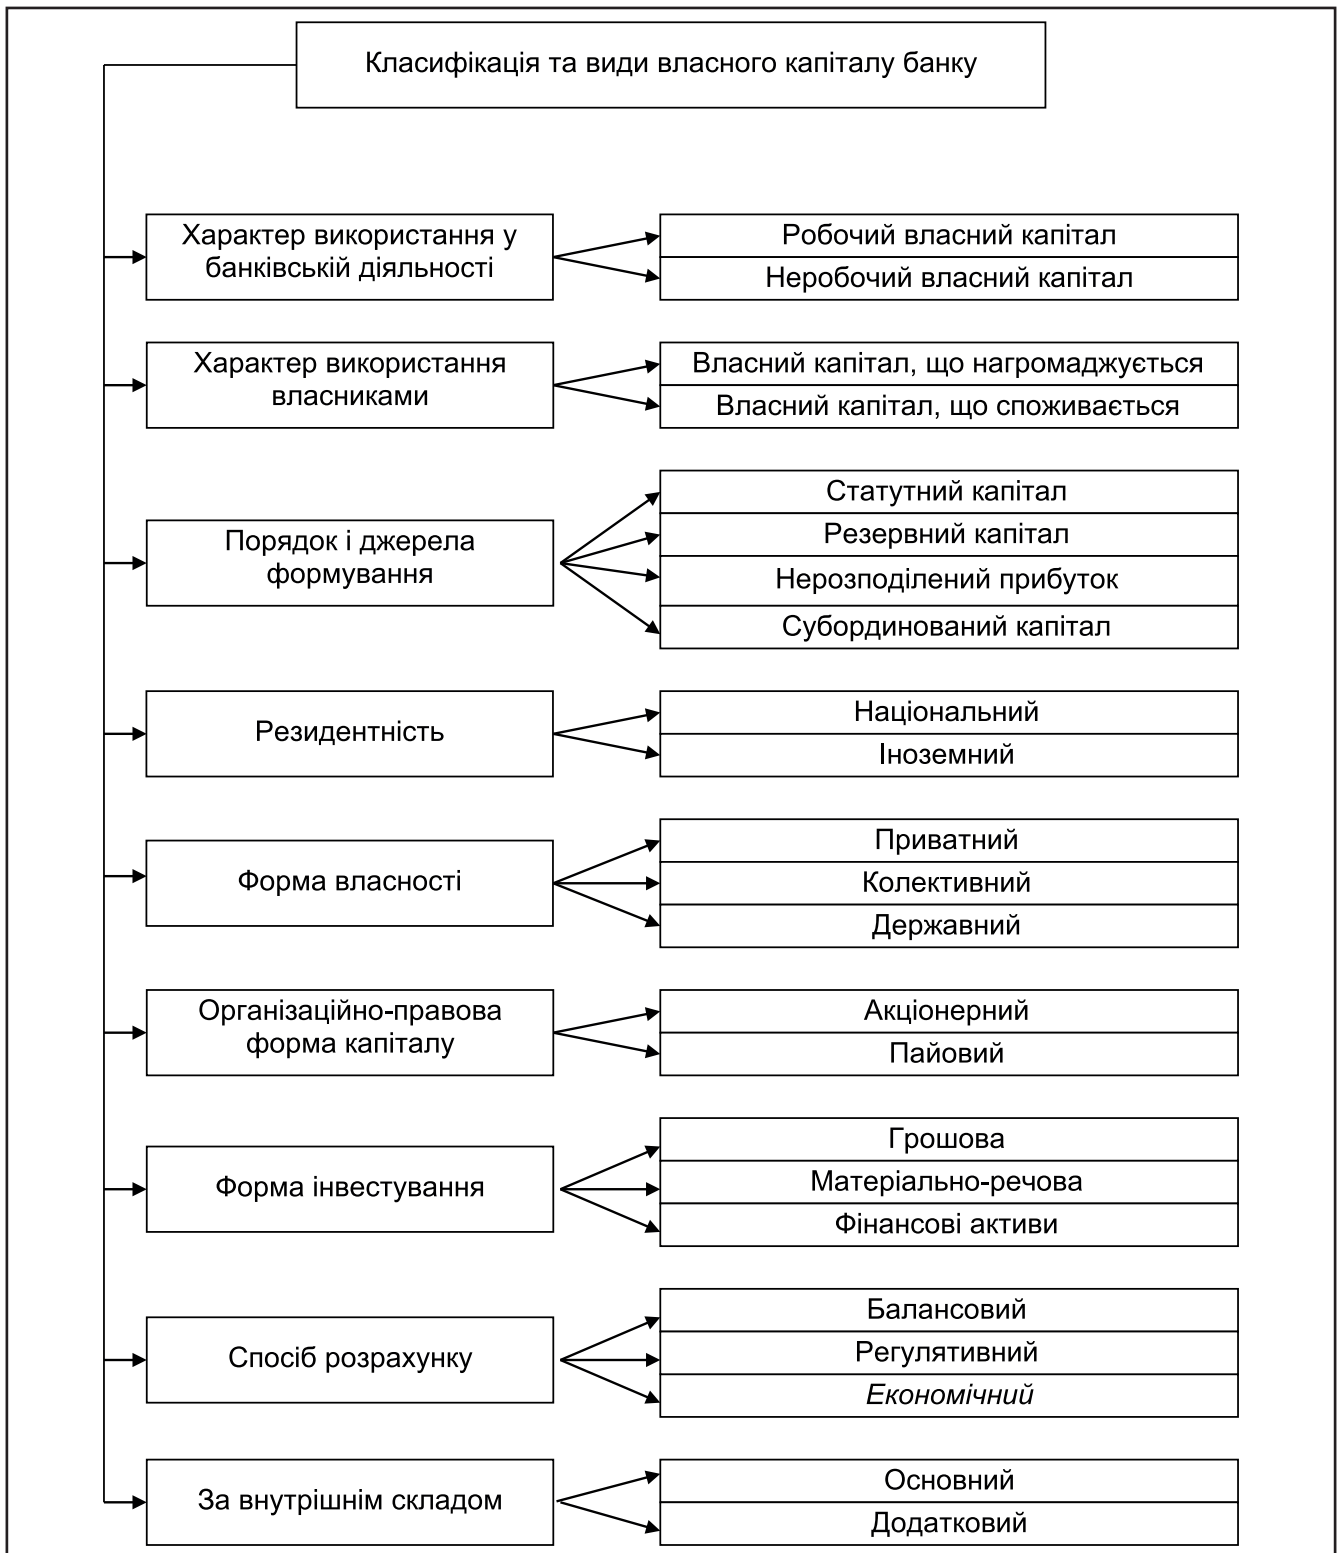 Класифікація та види власного капіталу банку
Характер використання у
банківській діяльності
Робочий власний капітал
Неробочий власний капітал
Характер використання
власниками
Власний капітал, що нагромаджується
Власний капітал, що споживається
Порядок і джерела
формування
Статутний капітал
Резервний капітал
Нерозподілений прибуток
Субординований капітал
Резидентність
Національний
Іноземний
Форма власності
Приватний
Колективний
Державний
Організаційно-правова
форма капіталу
Акціонерний
Пайовий
Форма інвестування
Грошова
Матеріально-речова
Фінансові активи
Спосіб розрахунку
Балансовий
Регулятивний
Економічний
За внутрішнім складом
Основний
Додатковий